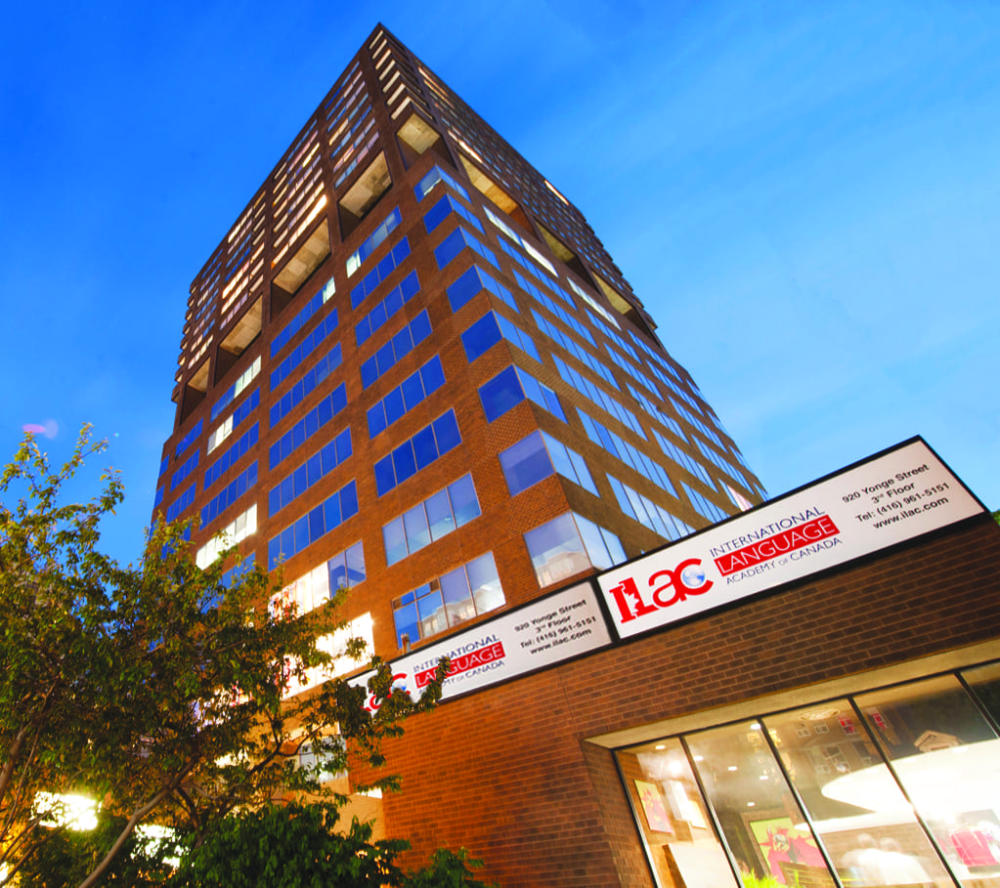 ILAC
INTERNATIONAL
LANGUAGE
ACADEMY OF CANADA
920 Yonge Street
3rd Floor
Tel: (416) 961-5151
www.ilac.com
INTERNATIONAL
LANGUAGE
ACADEMY OF CANADA
920 Yonge Street
3rd Floor
Tel: (416) 961-5151
www.ilac.com